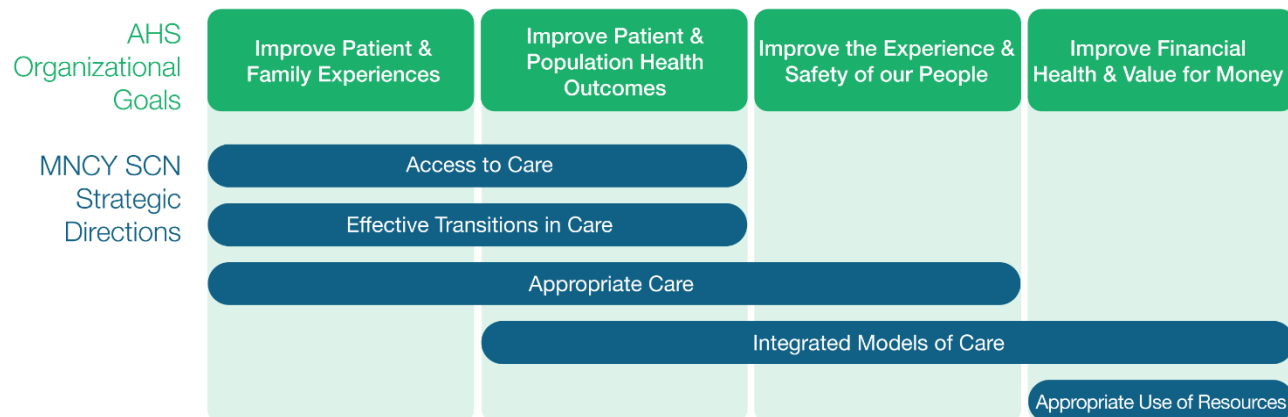 AHS
Organizational
Goals
Improve Patient &
Family Experiences
Improve Patient &
Population Health
Outcomes
Improve the Experience &
Safety of our People
Improve Financial
Health & Value for Money
MNCY SCN
Strategic
Directions
Access to Care
Effective Transitions in Care
Appropriate Care
Integrated Models of Care
Appropriate Use of Resources